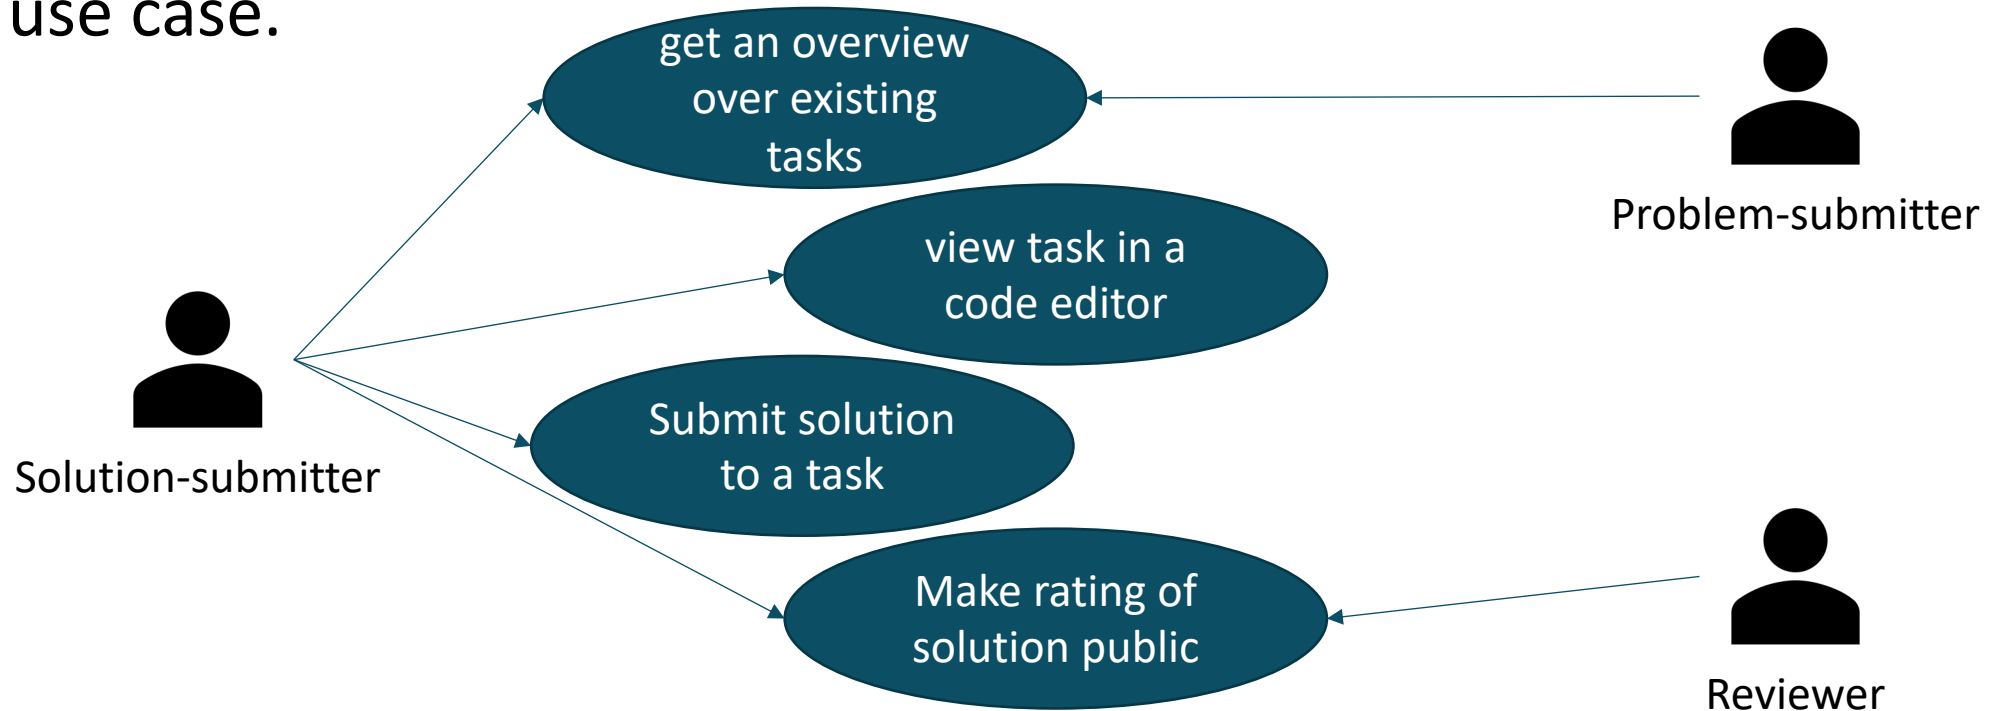 use case.
get an overview
over existing
tasks
Problem-submitter
view task in a
code editor
Submit solution
to a task
Solution-submitter
Make rating of
solution public
Reviewer